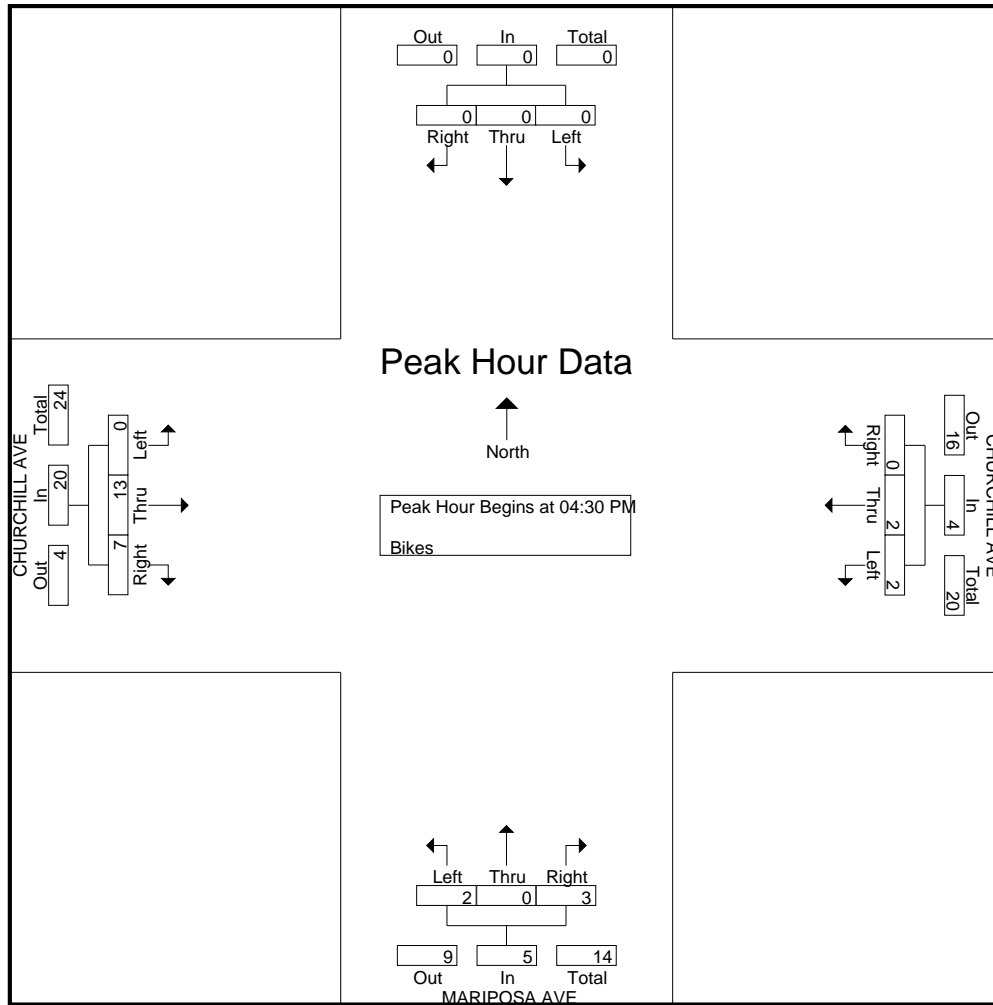 Out In Total
0 0 0
0 0 0
Right Thru Left
Peak Hour Data
North
Peak Hour Begins at 04:30 PM
Bikes
CHURCHILL AVE
Out In Total
4 20 24
Right Thru Left
7 13 0
CHURCHILL AVE
Out In Total
16 4 20
Right Thru Left
0 2 2
Left Thru Right
2 0 3
9 5 14
Out In Total
MARIPOSA AVE